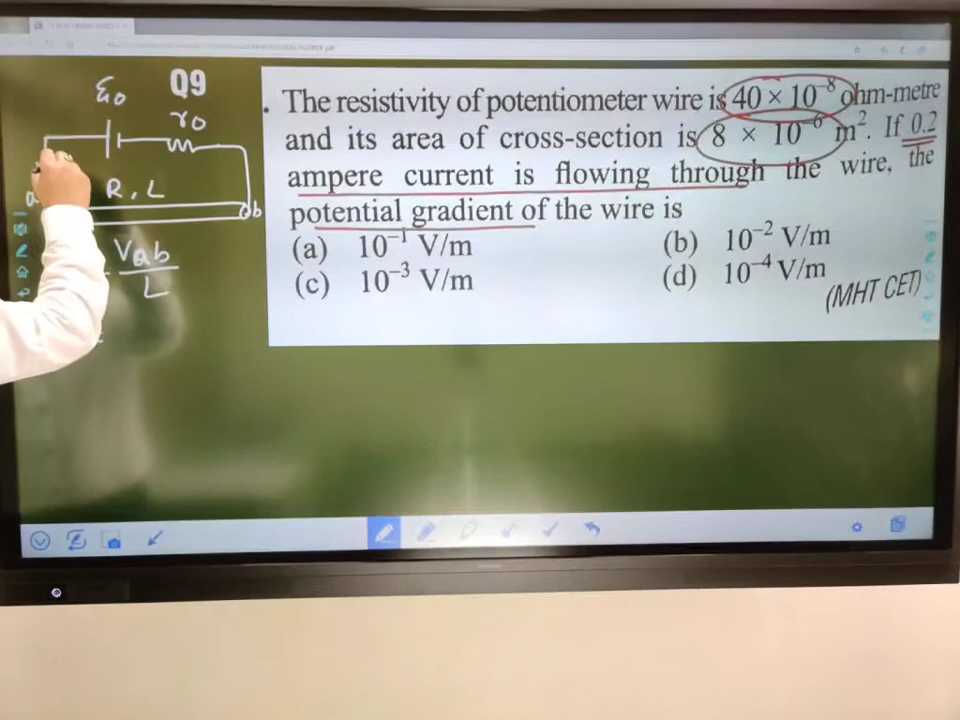 Q9
ε₀
r₀
R, L
a
b
Vab
L
. The resistivity of potentiometer wire is 40 × 10⁻⁸ ohm-metre
and its area of cross-section is 8 × 10⁻⁶ m². If 0.2
ampere current is flowing through the wire, the
potential gradient of the wire is
(a) 10⁻¹ V/m (b) 10⁻² V/m
(c) 10⁻³ V/m (d) 10⁻⁴ V/m
(MHT CET)